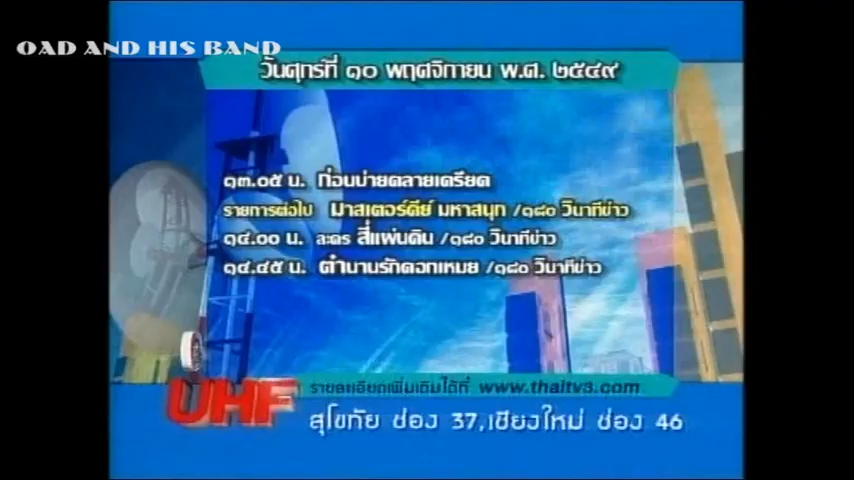 OAD AND HIS BAND
วันศุกร์ที่ ๑๐ พฤศจิกายน พ.ศ. ๒๕๔๙
๑๓.๐๕ น. ก่อนบ่ายคลายเครียด
รายการต่อไป มาสเตอร์คีย์ มหาสนุก /๑๘๐ วินาทีข่าว
๑๔.๐๐ น. ละคร สี่แผ่นดิน /๑๘๐ วินาทีข่าว
๑๔.๔๕ น. ตำนานรักดอกเหมย /๑๘๐ วินาทีข่าว
รายละเอียดเพิ่มเติมได้ที่ www.thaitv3.com
UHF
สุโขทัย ช่อง 37,เชียงใหม่ ช่อง 46